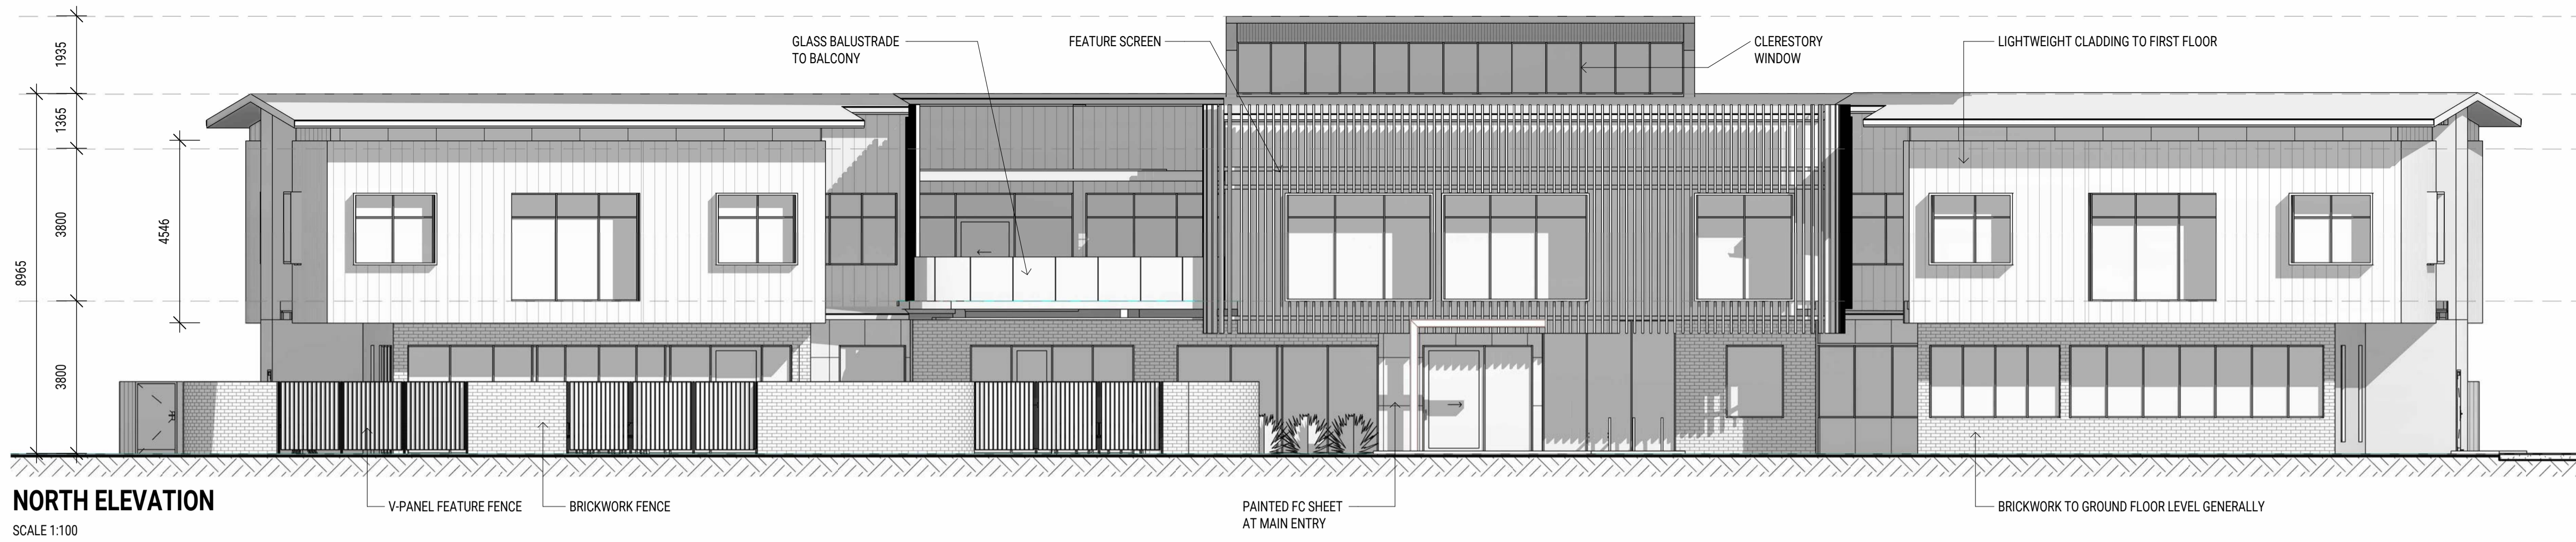 GLASS BALUSTRADE
TO BALCONY
FEATURE SCREEN
CLERESTORY
WINDOW
LIGHTWEIGHT CLADDING TO FIRST FLOOR
1935
1365
3800
4546
8965
3800
NORTH ELEVATION
SCALE 1:100
V-PANEL FEATURE FENCE
BRICKWORK FENCE
PAINTED FC SHEET
AT MAIN ENTRY
BRICKWORK TO GROUND FLOOR LEVEL GENERALLY